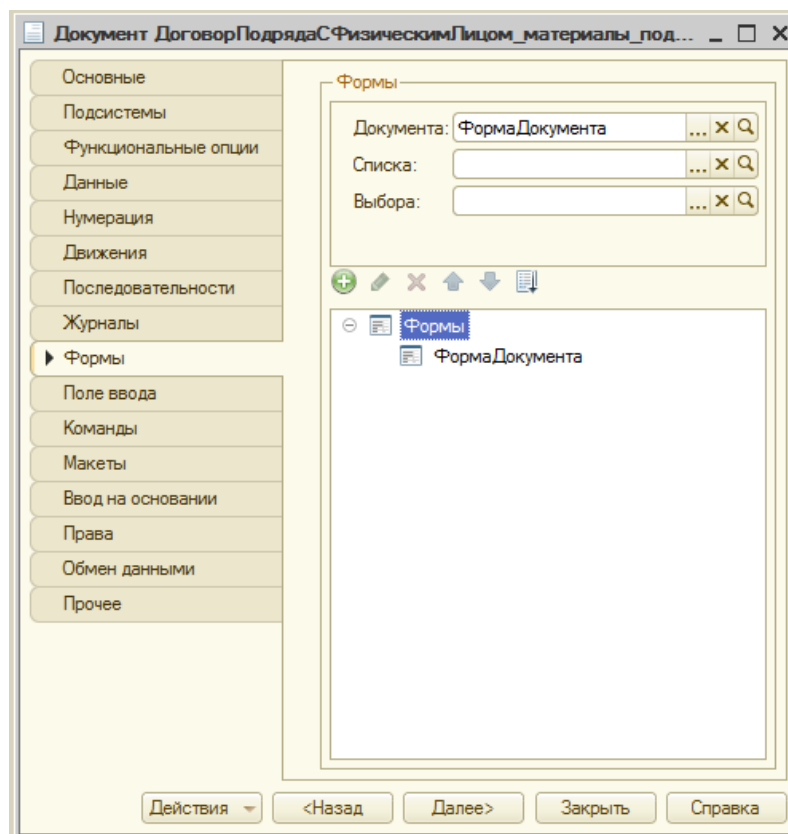 Документ ДоговорПодрядаСФизическимЛицом_материалы_под...
Основные
Подсистемы
Функциональные опции
Данные
Нумерация
Движения
Последовательности
Журналы
Формы
Поле ввода
Команды
Макеты
Ввод на основании
Права
Обмен данными
Прочее
Формы
Документа: ФормаДокумента ...
Списка: ...
Выбора: ...
Формы
ФормаДокумента
Действия <Назад Далее> Закрыть Справка